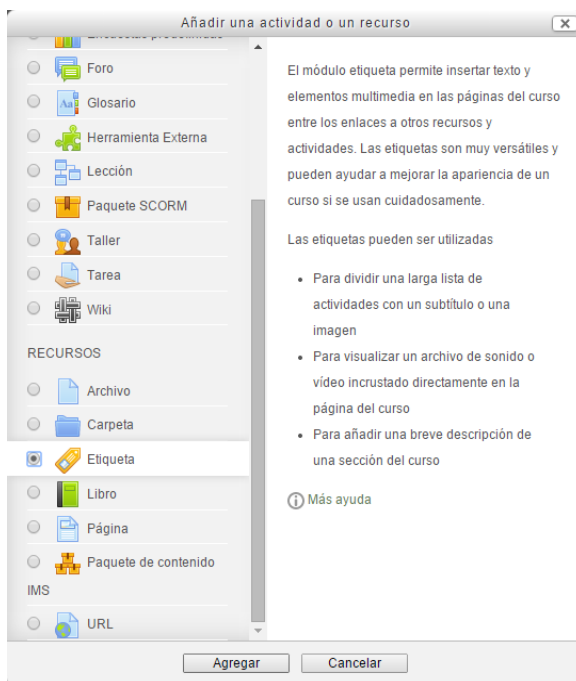 Añadir una actividad o un recurso
Encuestas predefinidas
Foro
Glosario
Herramienta Externa
Lección
Paquete SCORM
Taller
Tarea
Wiki
RECURSOS
Archivo
Carpeta
Etiqueta
Libro
Página
Paquete de contenido
IMS
URL
El módulo etiqueta permite insertar texto y
elementos multimedia en las páginas del curso
entre los enlaces a otros recursos y
actividades. Las etiquetas son muy versátiles y
pueden ayudar a mejorar la apariencia de un
curso si se usan cuidadosamente.
Las etiquetas pueden ser utilizadas
• Para dividir una larga lista de
actividades con un subtítulo o una
imagen
• Para visualizar un archivo de sonido o
vídeo incrustado directamente en la
página del curso
• Para añadir una breve descripción de
una sección del curso
Más ayuda
Agregar
Cancelar